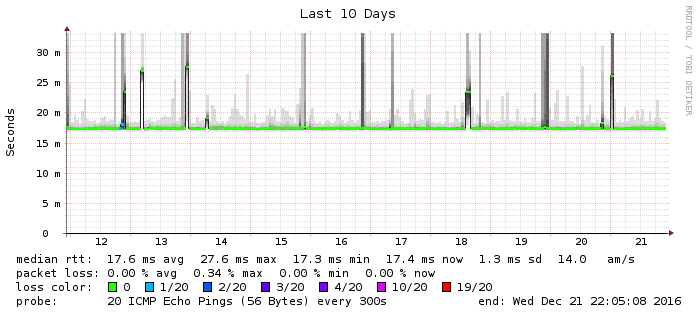 Last 10 Days
RRDTOOL / TOBI OETIKER
Seconds
30 m
25 m
20 m
15 m
10 m
5 m
0
12 13 14 15 16 17 18 19 20 21
median rtt: 17.6 ms avg 27.6 ms max 17.3 ms min 17.4 ms now 1.3 ms sd 14.0 am/s
packet loss: 0.00 % avg 0.34 % max 0.00 % min 0.00 % now
loss color: 0 1/20 2/20 3/20 4/20 10/20 19/20
probe: 20 ICMP Echo Pings (56 Bytes) every 300s end: Wed Dec 21 22:05:08 2016